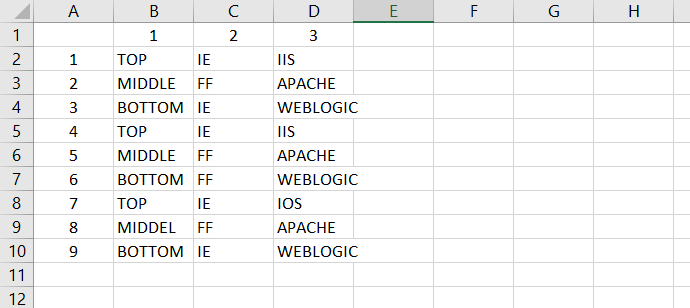 A B C D E F G H
1 1 2 3
2 1 TOP IE IIS
3 2 MIDDLE FF APACHE
4 3 BOTTOM IE WEBLOGIC
5 4 TOP IE IIS
6 5 MIDDLE FF APACHE
7 6 BOTTOM FF WEBLOGIC
8 7 TOP IE IOS
9 8 MIDDEL FF APACHE
10 9 BOTTOM IE WEBLOGIC
11
12